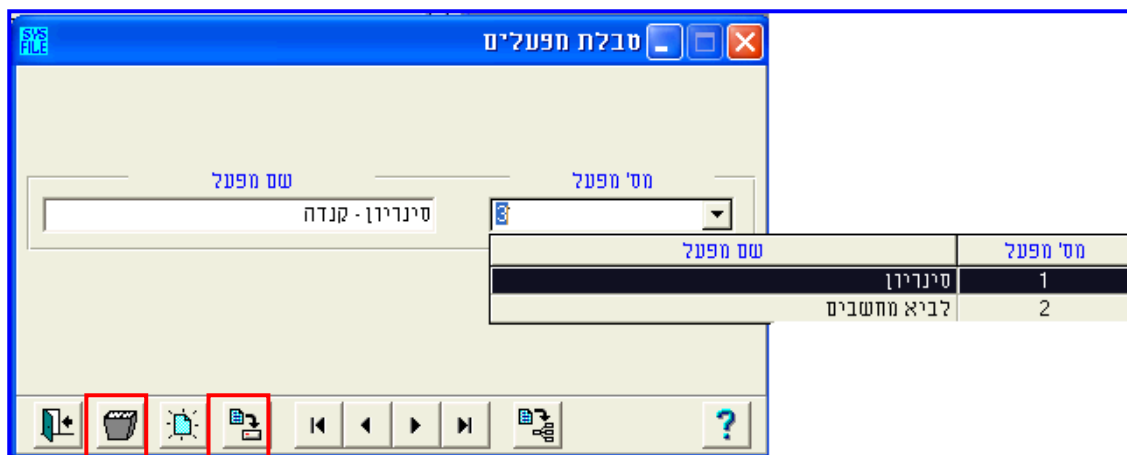 SYS FILE
טבלת מפעלים
מס' מפעל
שם מפעל
3
סינריון - קנדה
מס' מפעל
שם מפעל
1
סינריון
2
לביא מחשבים
?